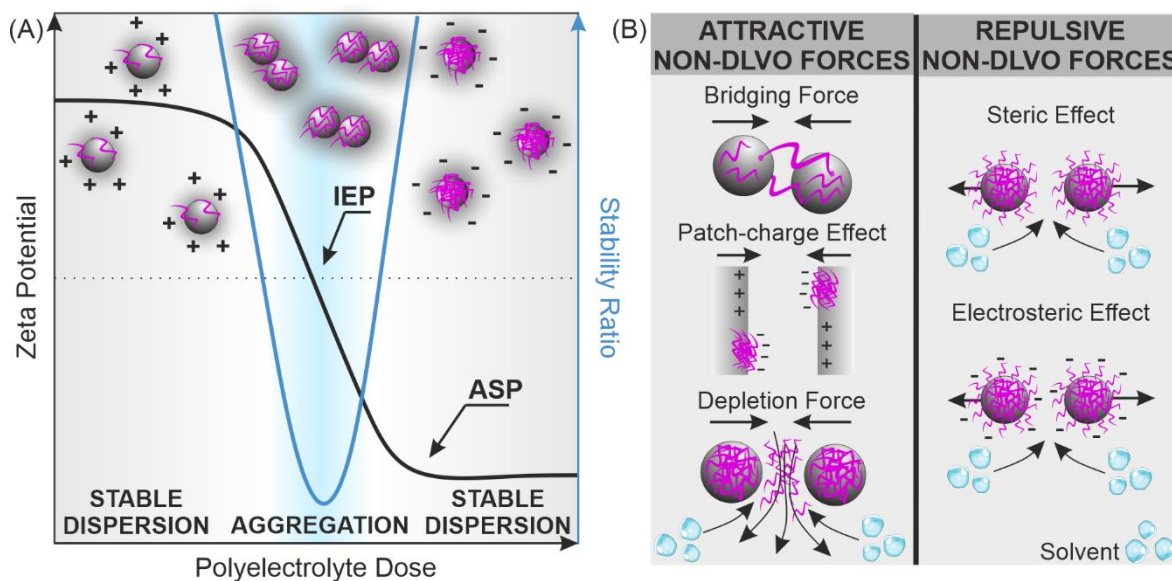 (A)
Zeta Potential
IEP
ASP
STABLE
DISPERSION
AGGREGATION
STABLE
DISPERSION
Polyelectrolyte Dose
Stability Ratio
(B)
ATTRACTIVE
NON-DLVO FORCES
Bridging Force
Patch-charge Effect
Depletion Force
REPULSIVE
NON-DLVO FORCES
Steric Effect
Electrosteric Effect
Solvent